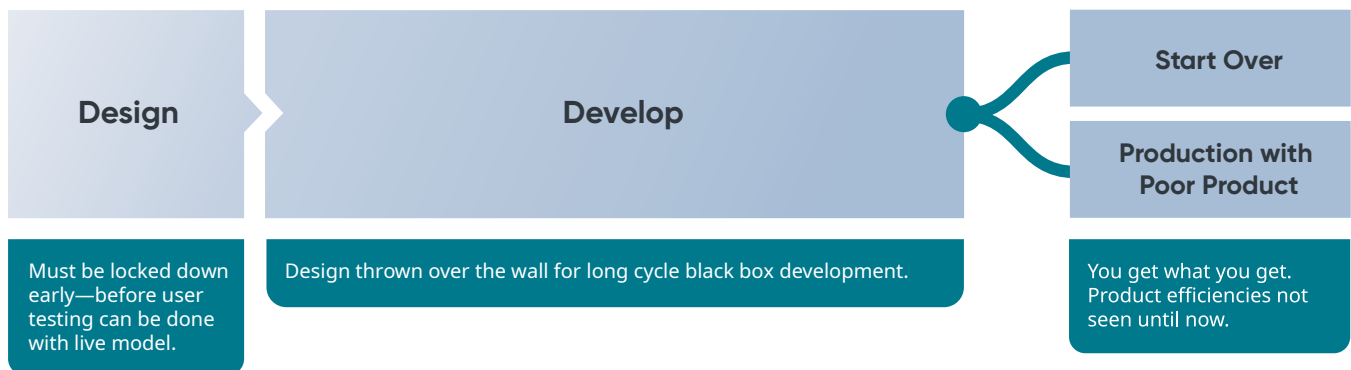 Design
Develop
Start Over
Production with
Poor Product
Must be locked down
early—before user
testing can be done
with live model.
Design thrown over the wall for long cycle black box development.
You get what you get.
Product efficiencies not
seen until now.